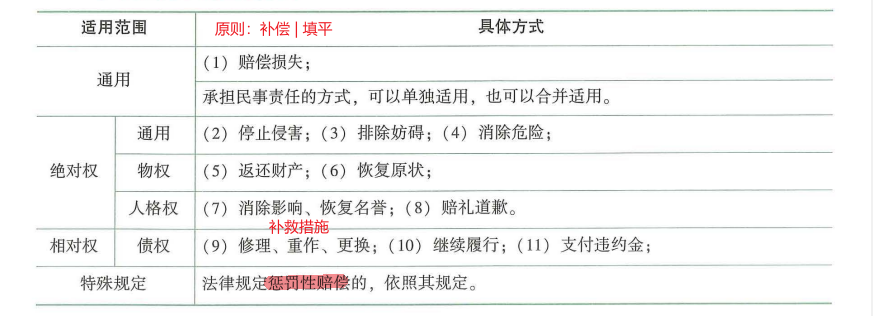 适用范围 原则：补偿 | 填平 具体方式
通用
（1）赔偿损失；
承担民事责任的方式，可以单独适用，也可以合并适用。
绝对权
通用 （2）停止侵害；（3）排除妨碍；（4）消除危险；
物权 （5）返还财产；（6）恢复原状；
人格权 （7）消除影响、恢复名誉；（8）赔礼道歉。
补救措施
相对权 债权 （9）修理、重作、更换；（10）继续履行；（11）支付违约金；
特殊规定 法律规定惩罚性赔偿的，依照其规定。